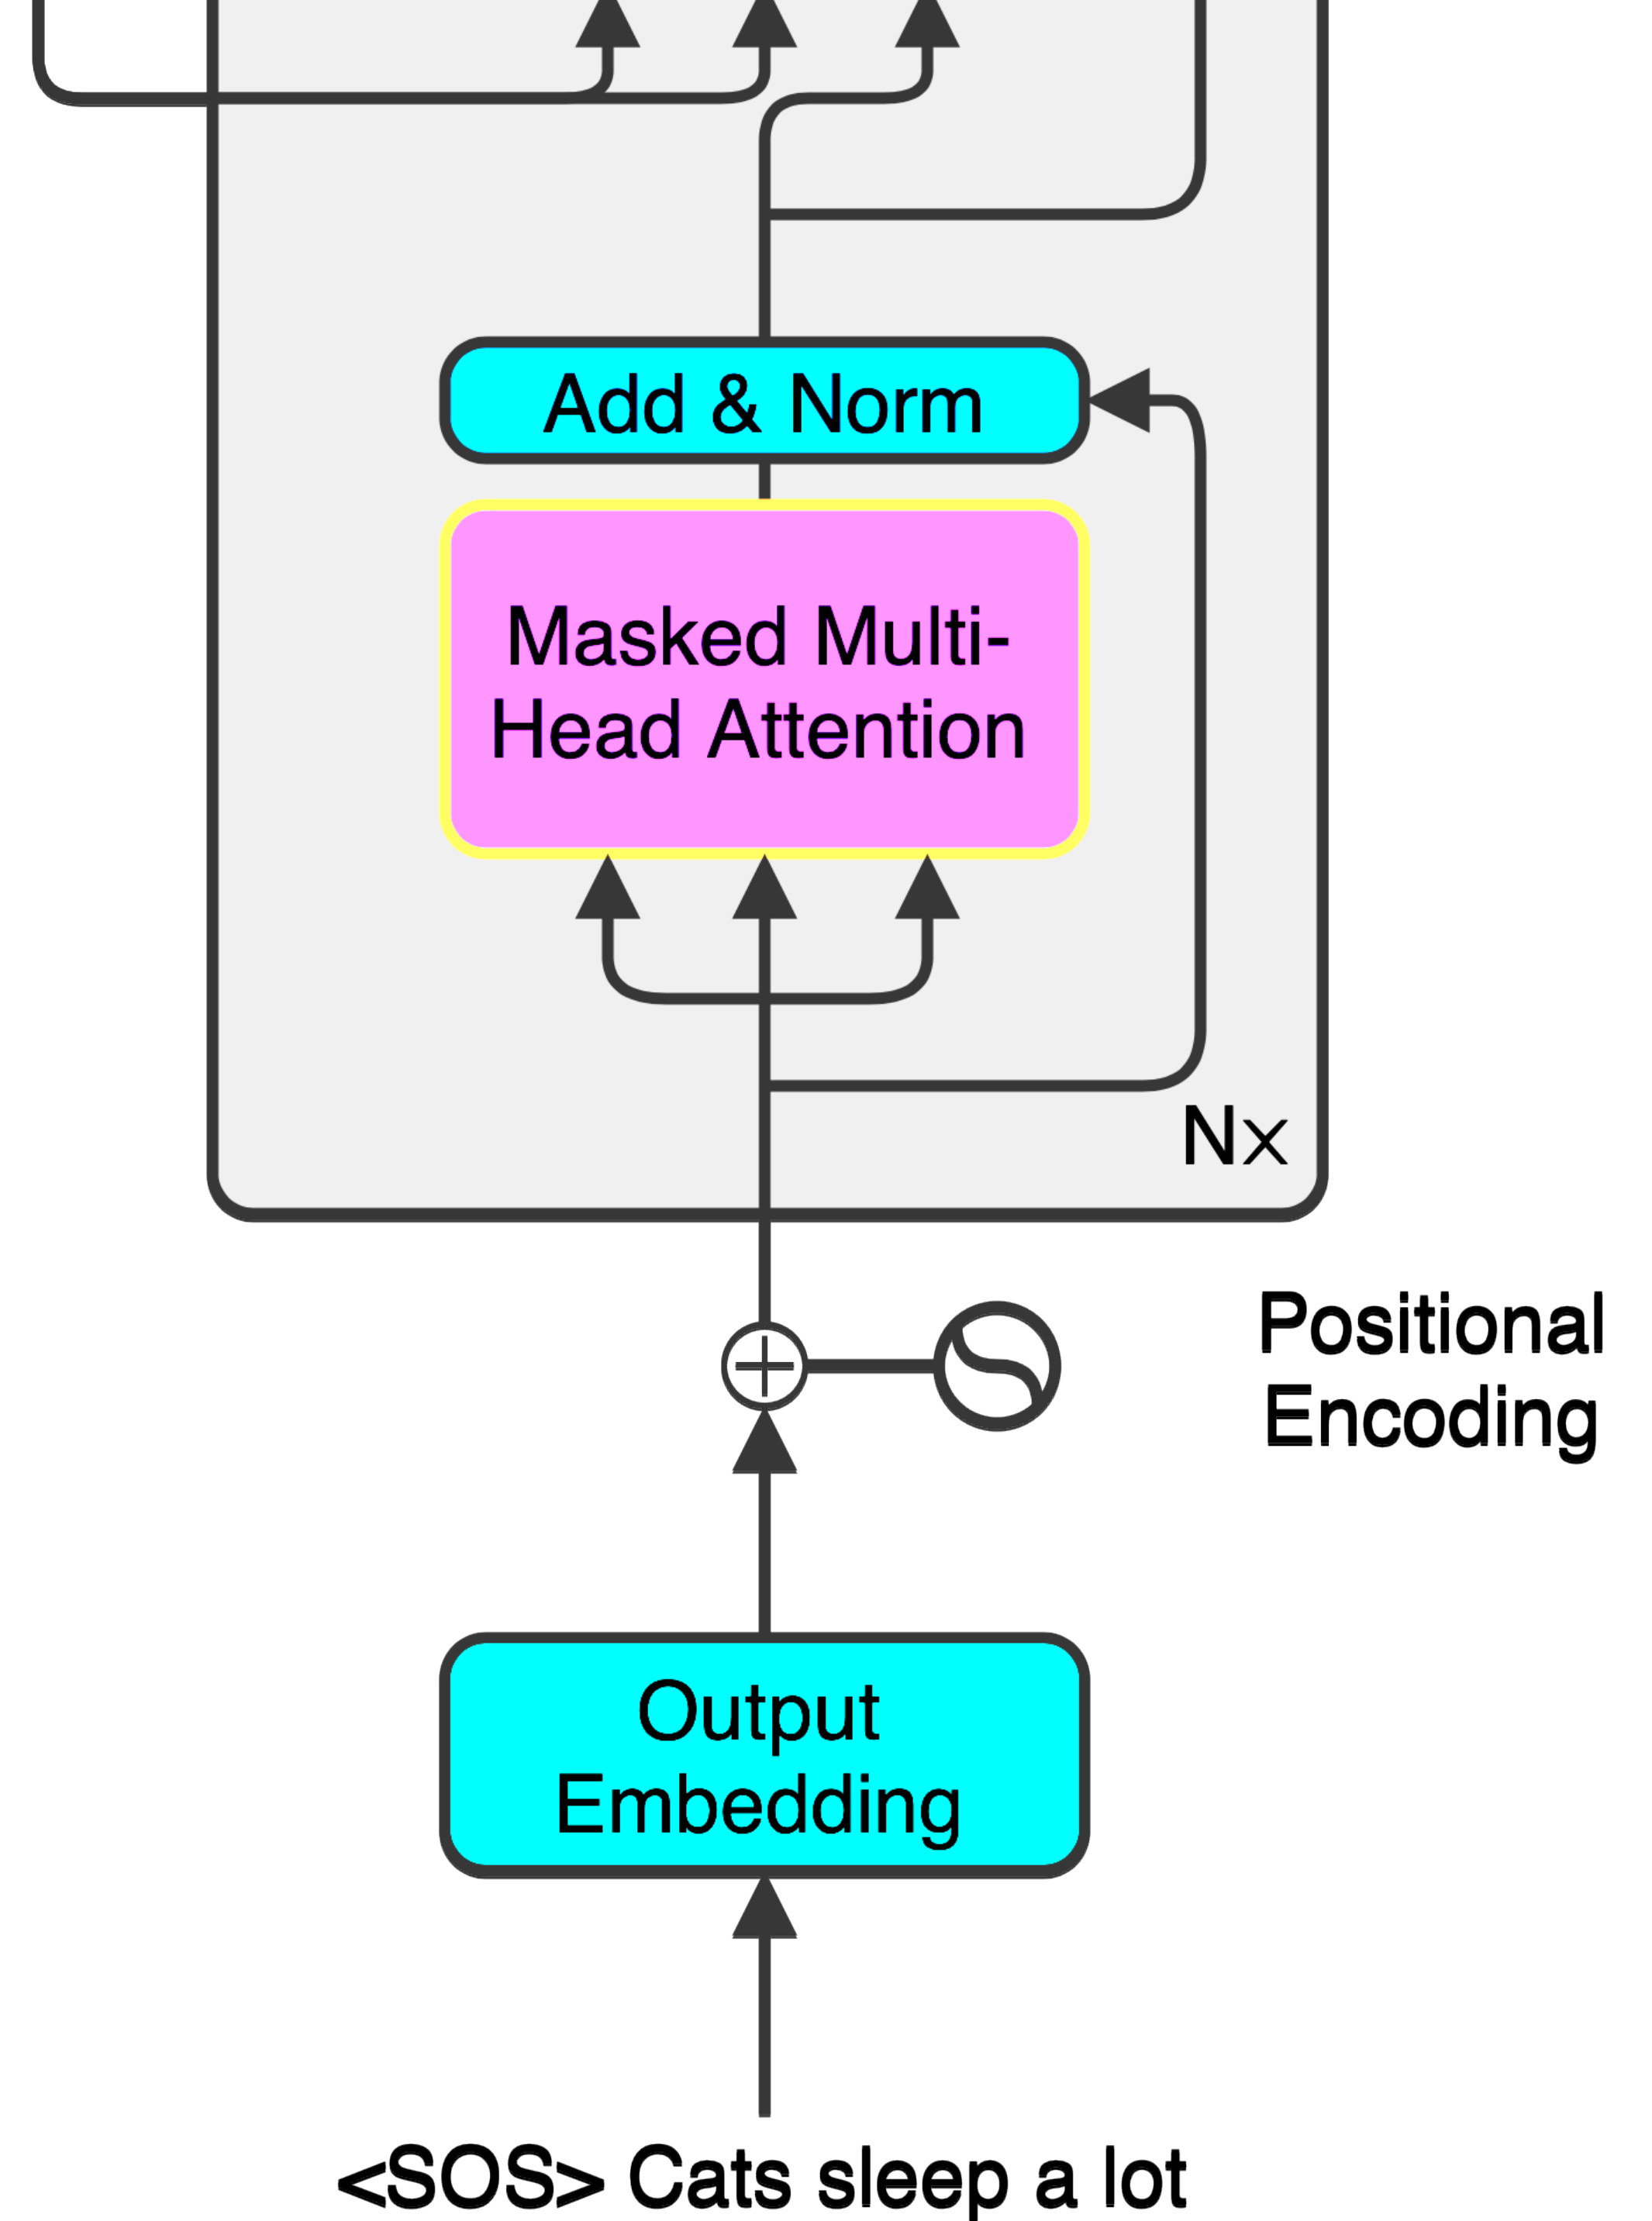 Add & Norm
Masked Multi-
Head Attention
Nx
Positional
Encoding
Output
Embedding
<SOS> Cats sleep a lot